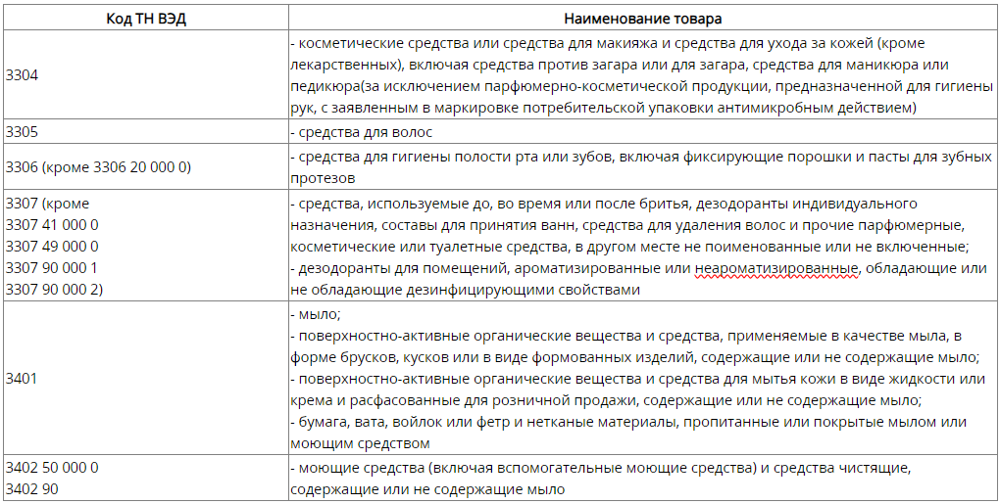 Код ТН ВЭД
Наименование товара
3304
- косметические средства или средства для макияжа и средства для ухода за кожей (кроме
лекарственных), включая средства против загара или для загара, средства для маникюра или
педикюра(за исключением парфюмерно-косметической продукции, предназначенной для гигиены
рук, с заявленным в маркировке потребительской упаковки антимикробным действием)
3305
- средства для волос
3306 (кроме 3306 20 000 0)
- средства для гигиены полости рта или зубов, включая фиксирующие порошки и пасты для зубных
протезов
3307 (кроме
3307 41 000 0
3307 49 000 0
3307 90 000 1
3307 90 000 2)
- средства, используемые до, во время или после бритья, дезодоранты индивидуального
назначения, составы для принятия ванн, средства для удаления волос и прочие парфюмерные,
косметические или туалетные средства, в другом месте не поименованные или не включенные;
- дезодоранты для помещений, ароматизированные или неароматизированные, обладающие или
не обладающие дезинфицирующими свойствами
3401
- мыло;
- поверхностно-активные органические вещества и средства, применяемые в качестве мыла, в
форме брусков, кусков или в виде формованных изделий, содержащие или не содержащие мыло;
- поверхностно-активные органические вещества и средства для мытья кожи в виде жидкости или
крема и расфасованные для розничной продажи, содержащие или не содержащие мыло;
- бумага, вата, войлок или фетр и нетканые материалы, пропитанные или покрытые мылом или
моющим средством
3402 50 000 0
3402 90
- моющие средства (включая вспомогательные моющие средства) и средства чистящие,
содержащие или не содержащие мыло